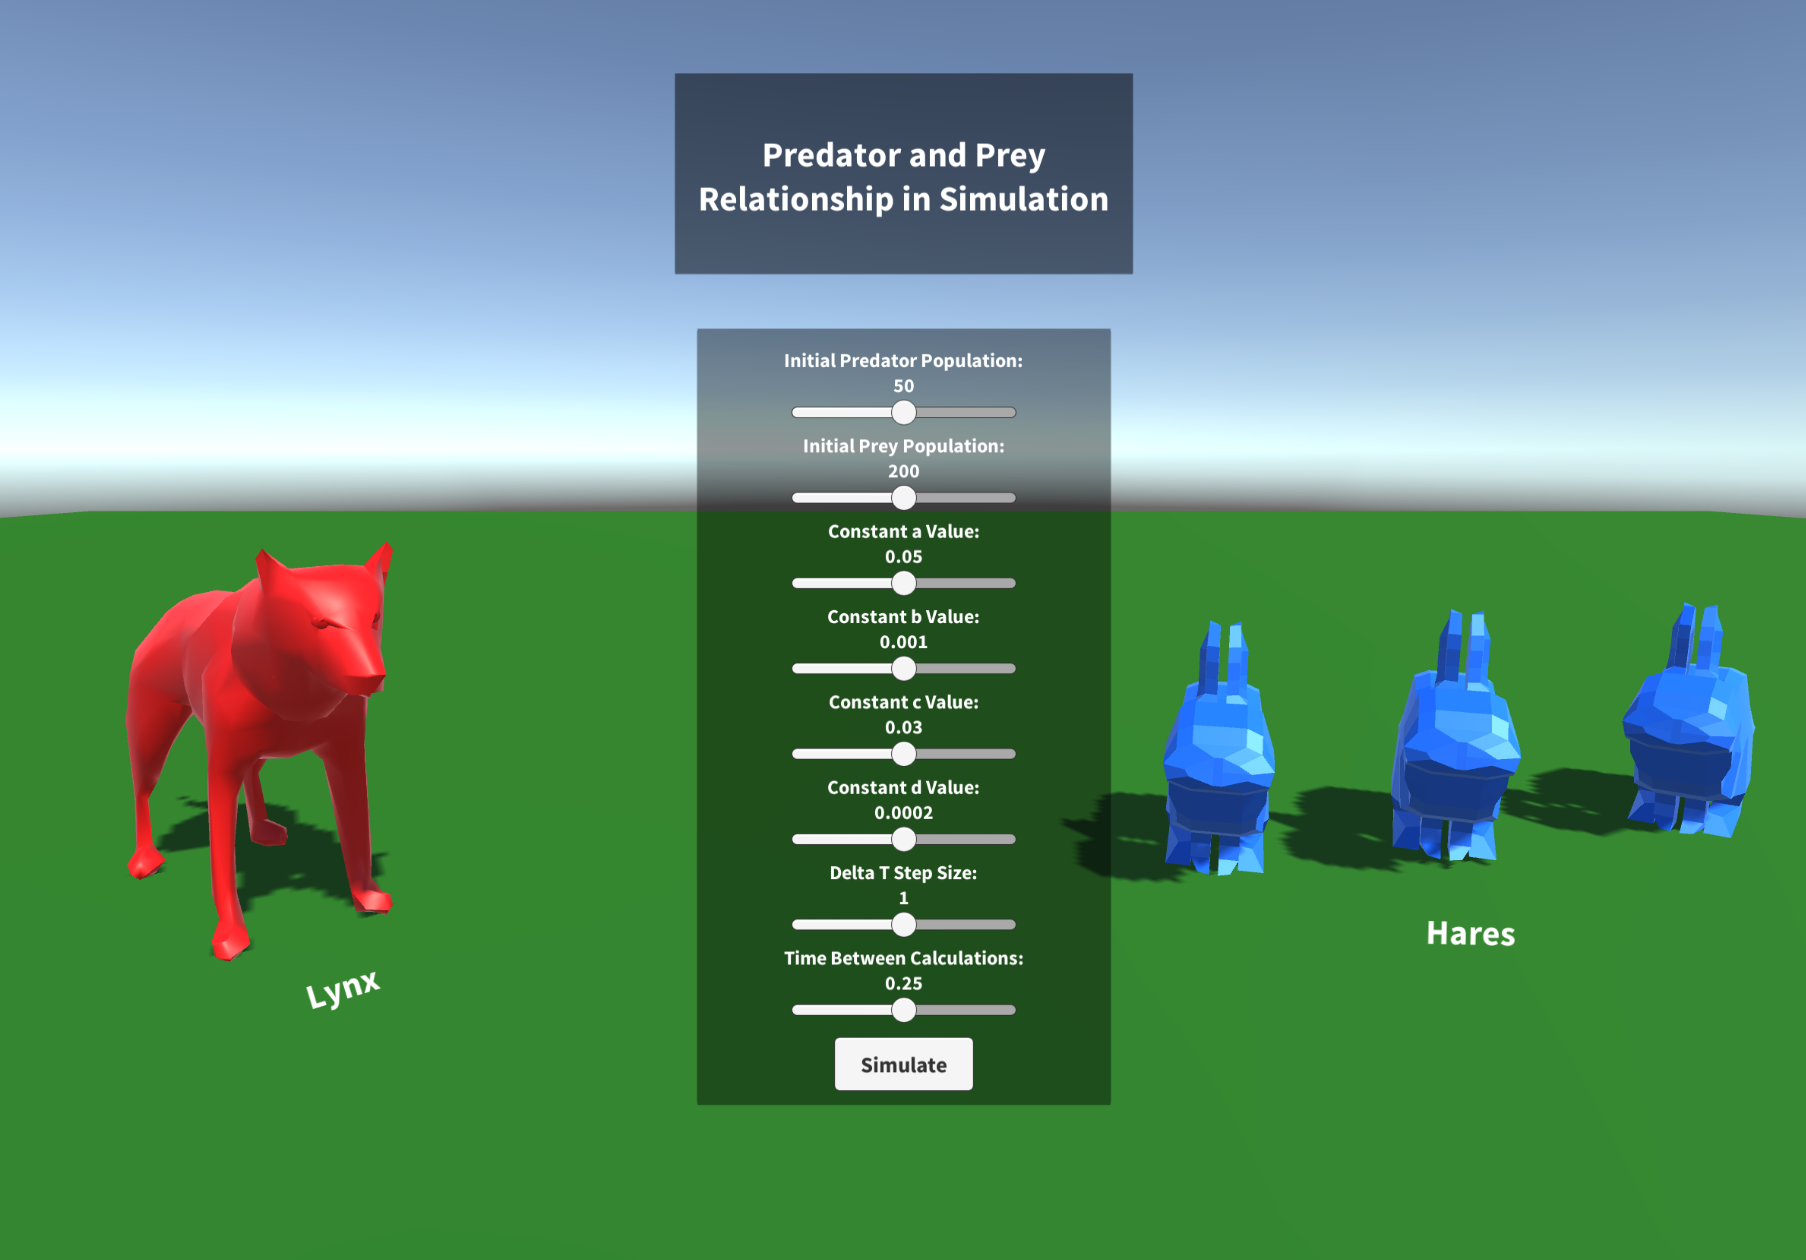 Predator and Prey
Relationship in Simulation
Initial Predator Population:
50
Initial Prey Population:
200
Constant a Value:
0.05
Constant b Value:
0.001
Constant c Value:
0.03
Constant d Value:
0.0002
Delta T Step Size:
1
Time Between Calculations:
0.25
Simulate
Lynx
Hares